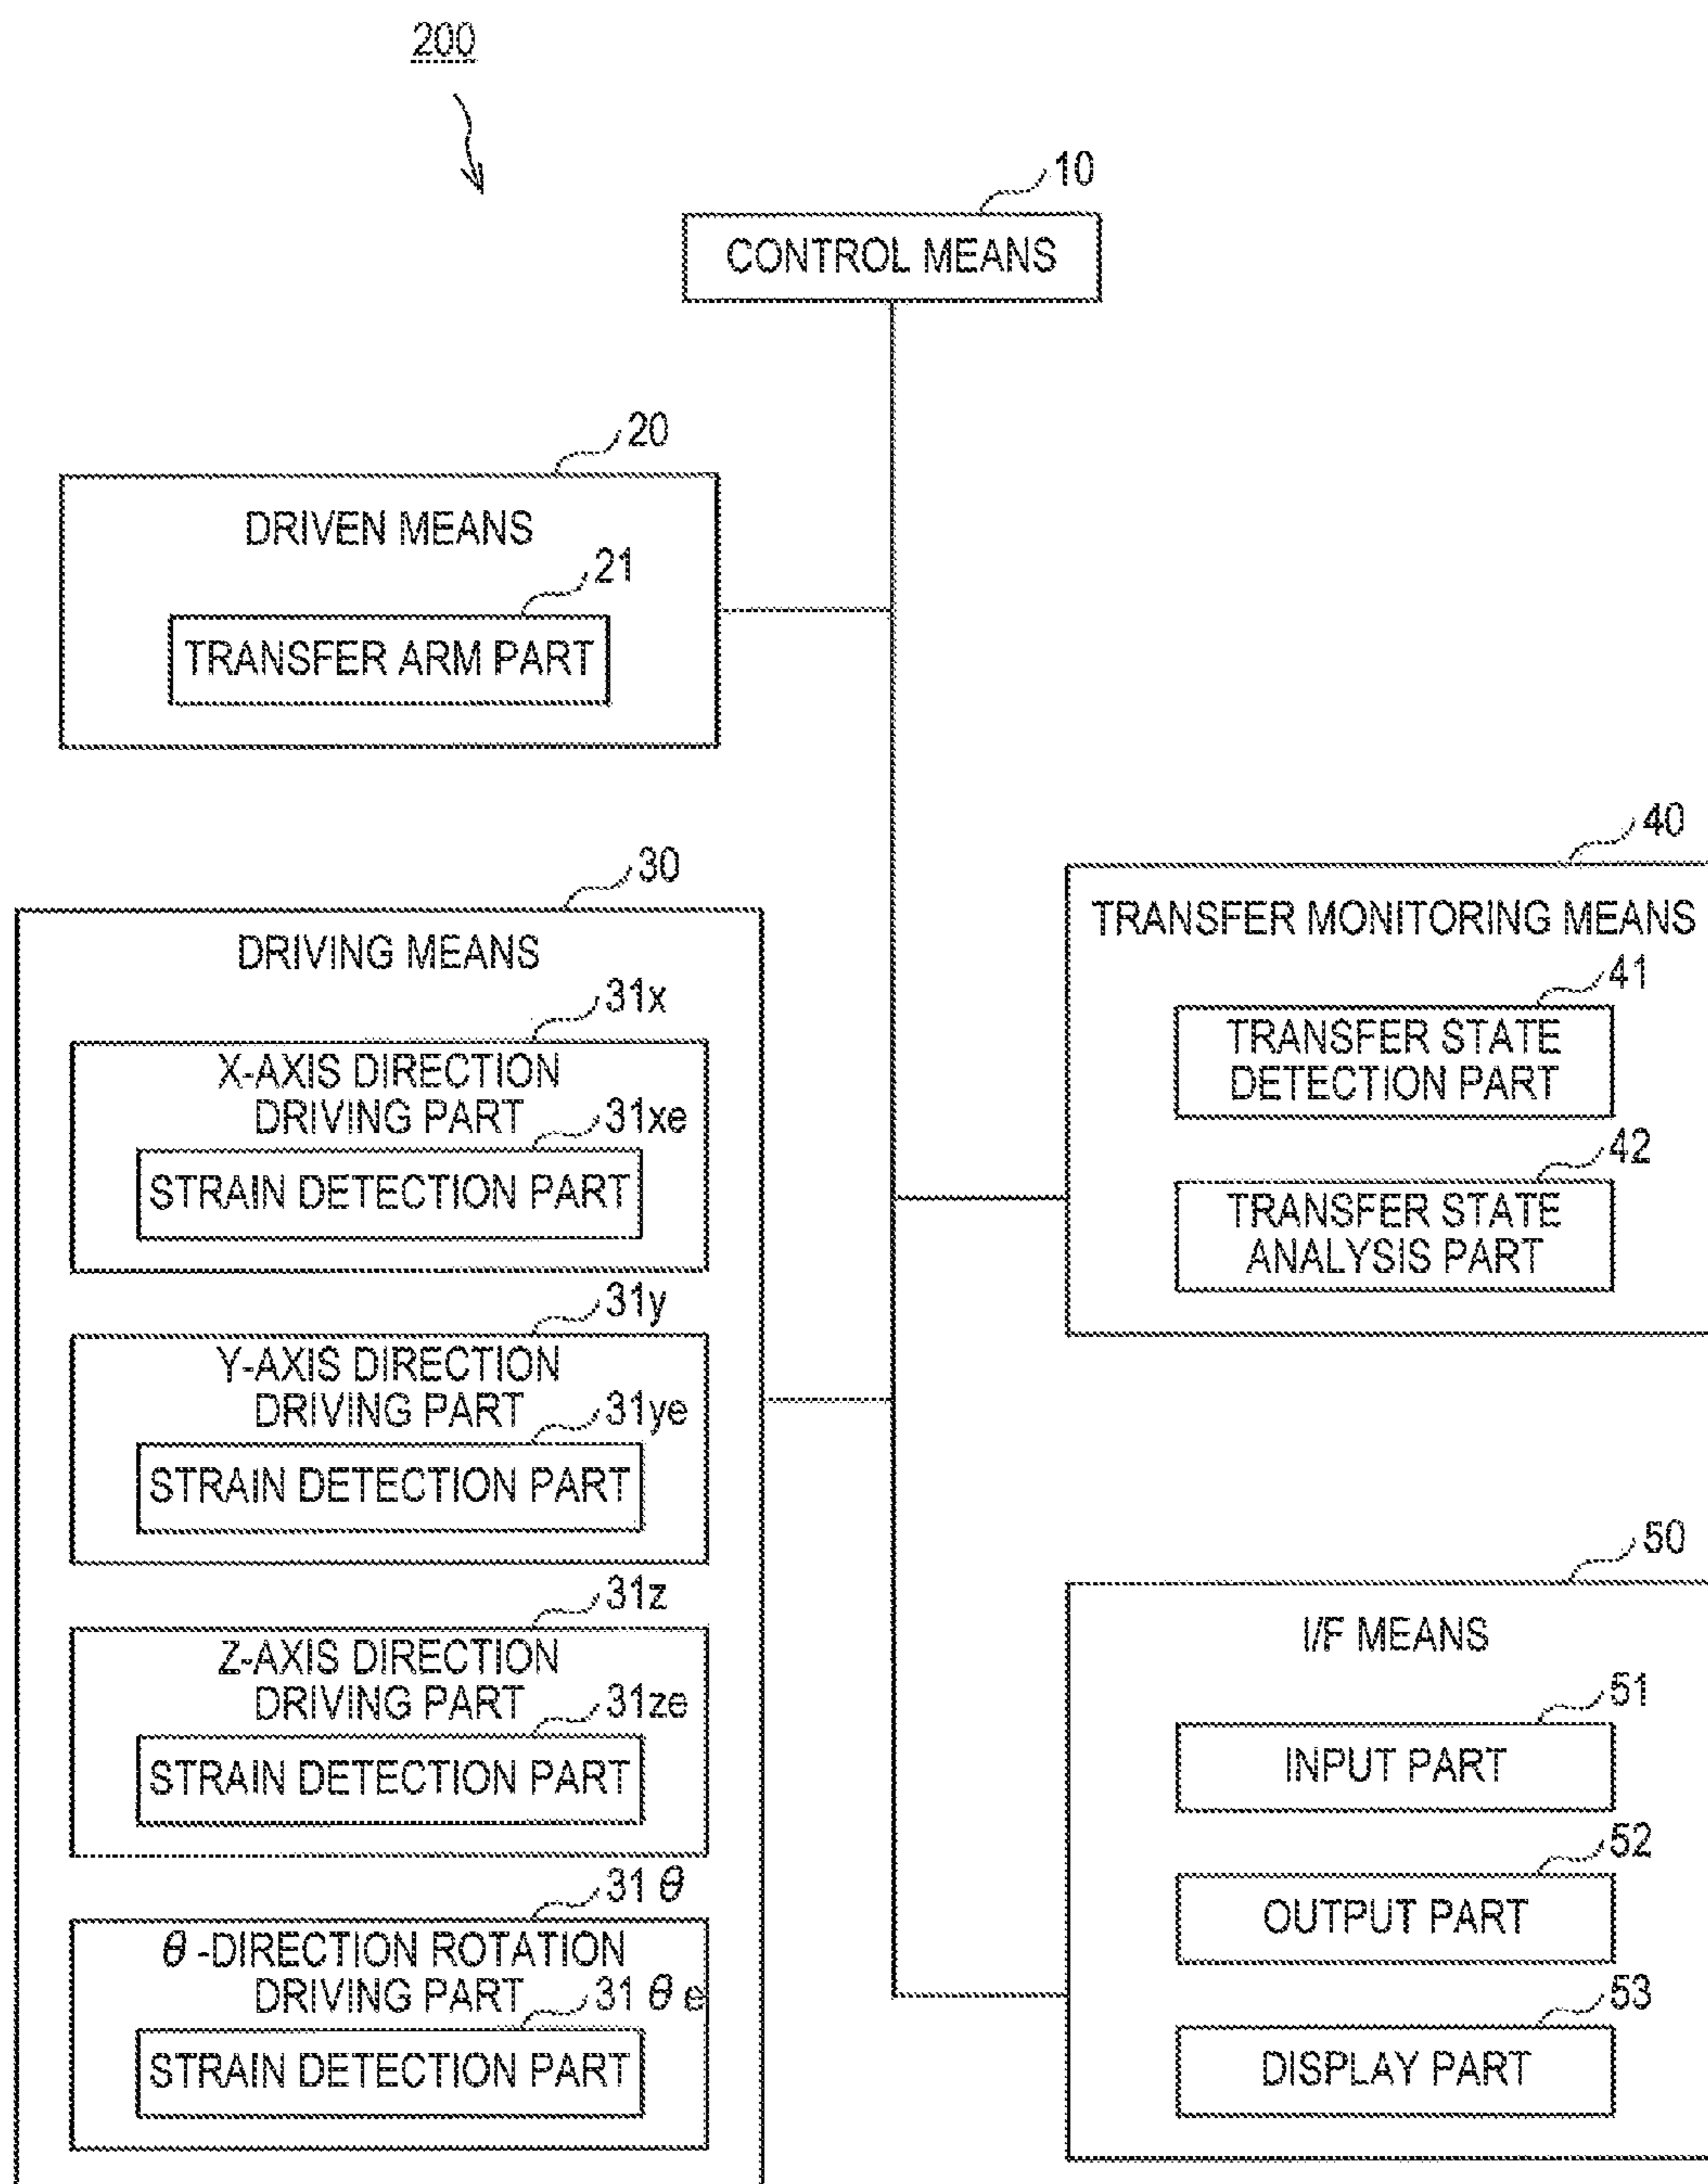 200
10
CONTROL MEANS
20
DRIVEN MEANS
21
TRANSFER ARM PART
30
DRIVING MEANS
31x
X-AXIS DIRECTION
DRIVING PART
31xe
STRAIN DETECTION PART
31y
Y-AXIS DIRECTION
DRIVING PART
31ye
STRAIN DETECTION PART
31z
Z-AXIS DIRECTION
DRIVING PART
31ze
STRAIN DETECTION PART
31θ
θ-DIRECTION ROTATION
DRIVING PART
31θe
STRAIN DETECTION PART
40
TRANSFER MONITORING MEANS
41
TRANSFER STATE
DETECTION PART
42
TRANSFER STATE
ANALYSIS PART
50
I/F MEANS
51
INPUT PART
52
OUTPUT PART
53
DISPLAY PART